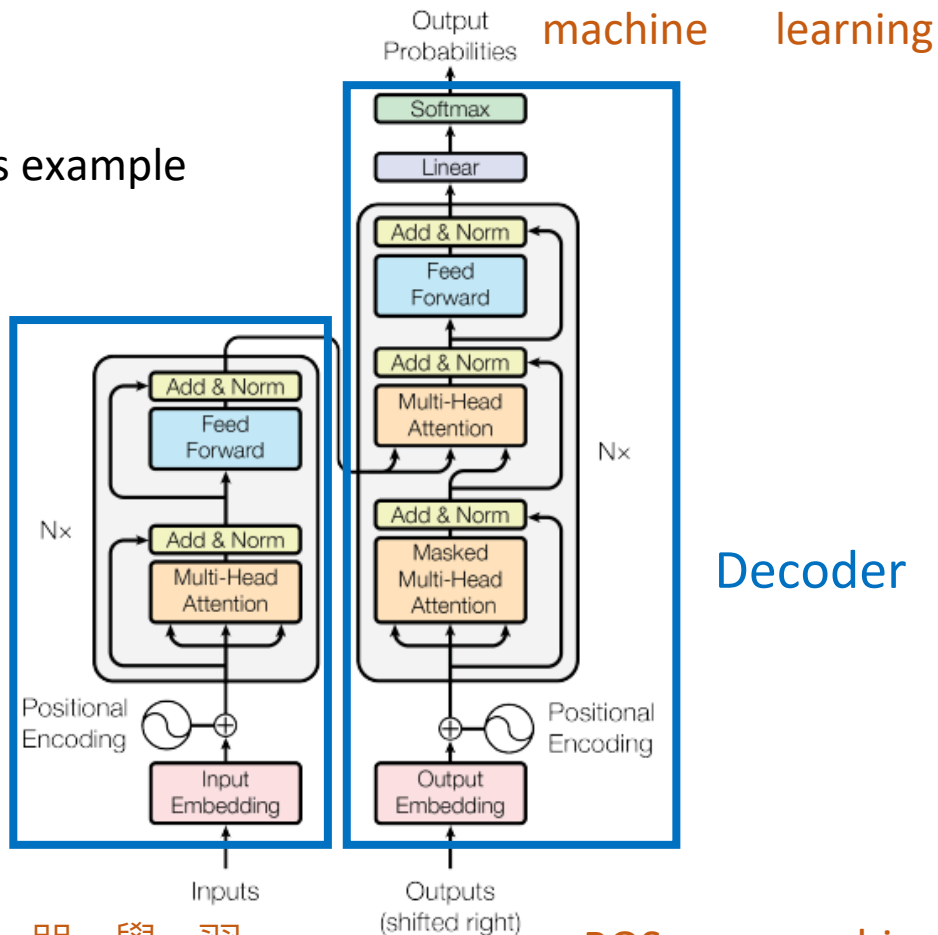 Output
Probabilities
machine learning
Softmax
s example
Linear
Add & Norm
Feed
Forward
Add & Norm
Multi-Head
Attention
Nx
Add & Norm
Masked
Multi-Head
Attention
Decoder
Add & Norm
Feed
Forward
Nx
Add & Norm
Multi-Head
Attention
Positional
Encoding
Positional
Encoding
Input
Embedding
Output
Embedding
Inputs
Outputs
(shifted right)